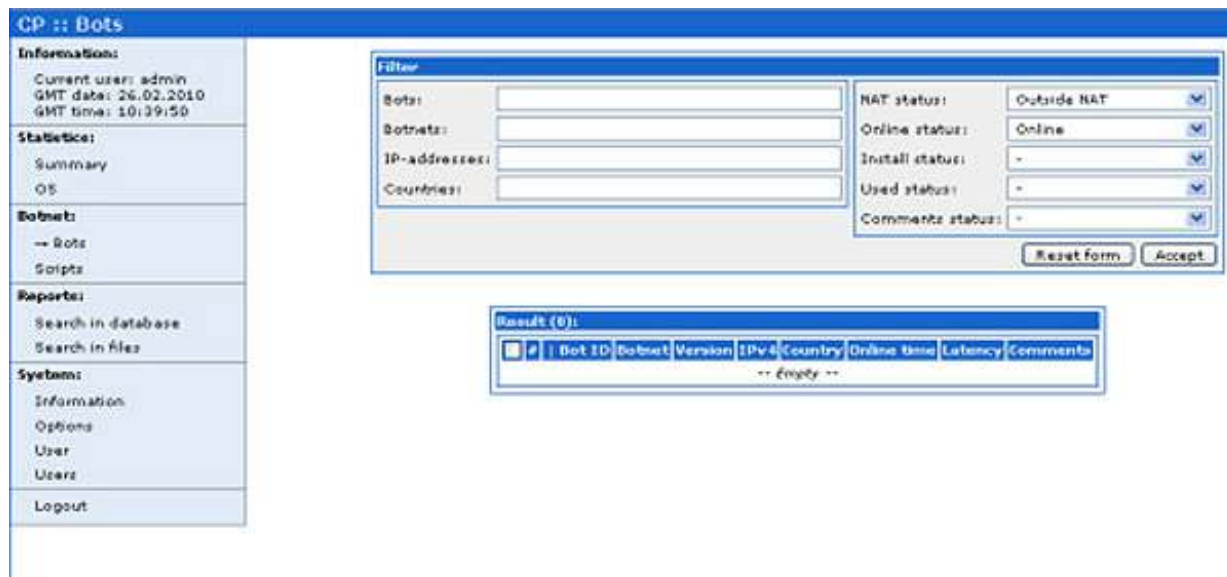 CP :: Bots
Information:
Current user: admin
GMT date: 26.02.2010
GMT time: 10:39:50
Statistics:
Summary
OS
Botnet:
→ Bots
Scripts
Reports:
Search in database
Search in files
System:
Information
Options
User
Users
Logout
Filter
Bots:
Botnets:
IP-addresses:
Countries:
NAT status: Outside NAT
Online status: Online
Install status: -
Used status: -
Comments status: -
Reset form Accept
Result (0):
# | Bot ID Botnet Version IPv4 Country Online time Latency Comments
-- Empty --